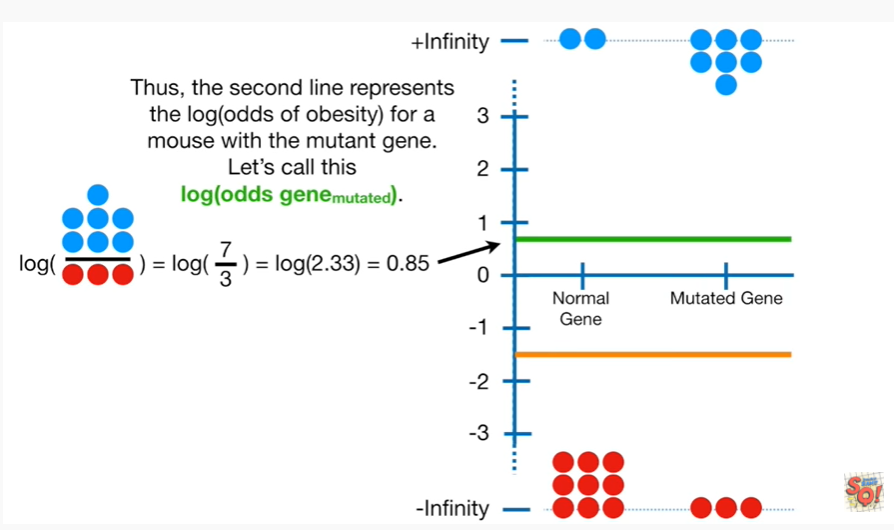 +Infinity
Thus, the second line represents
the log(odds of obesity) for a
mouse with the mutant gene.
Let's call this
log(odds gene_mutated).
log( ) = log( 7/3 ) = log(2.33) = 0.85
3
2
1
0
-1
-2
-3
Normal
Gene
Mutated Gene
-Infinity
SQ!